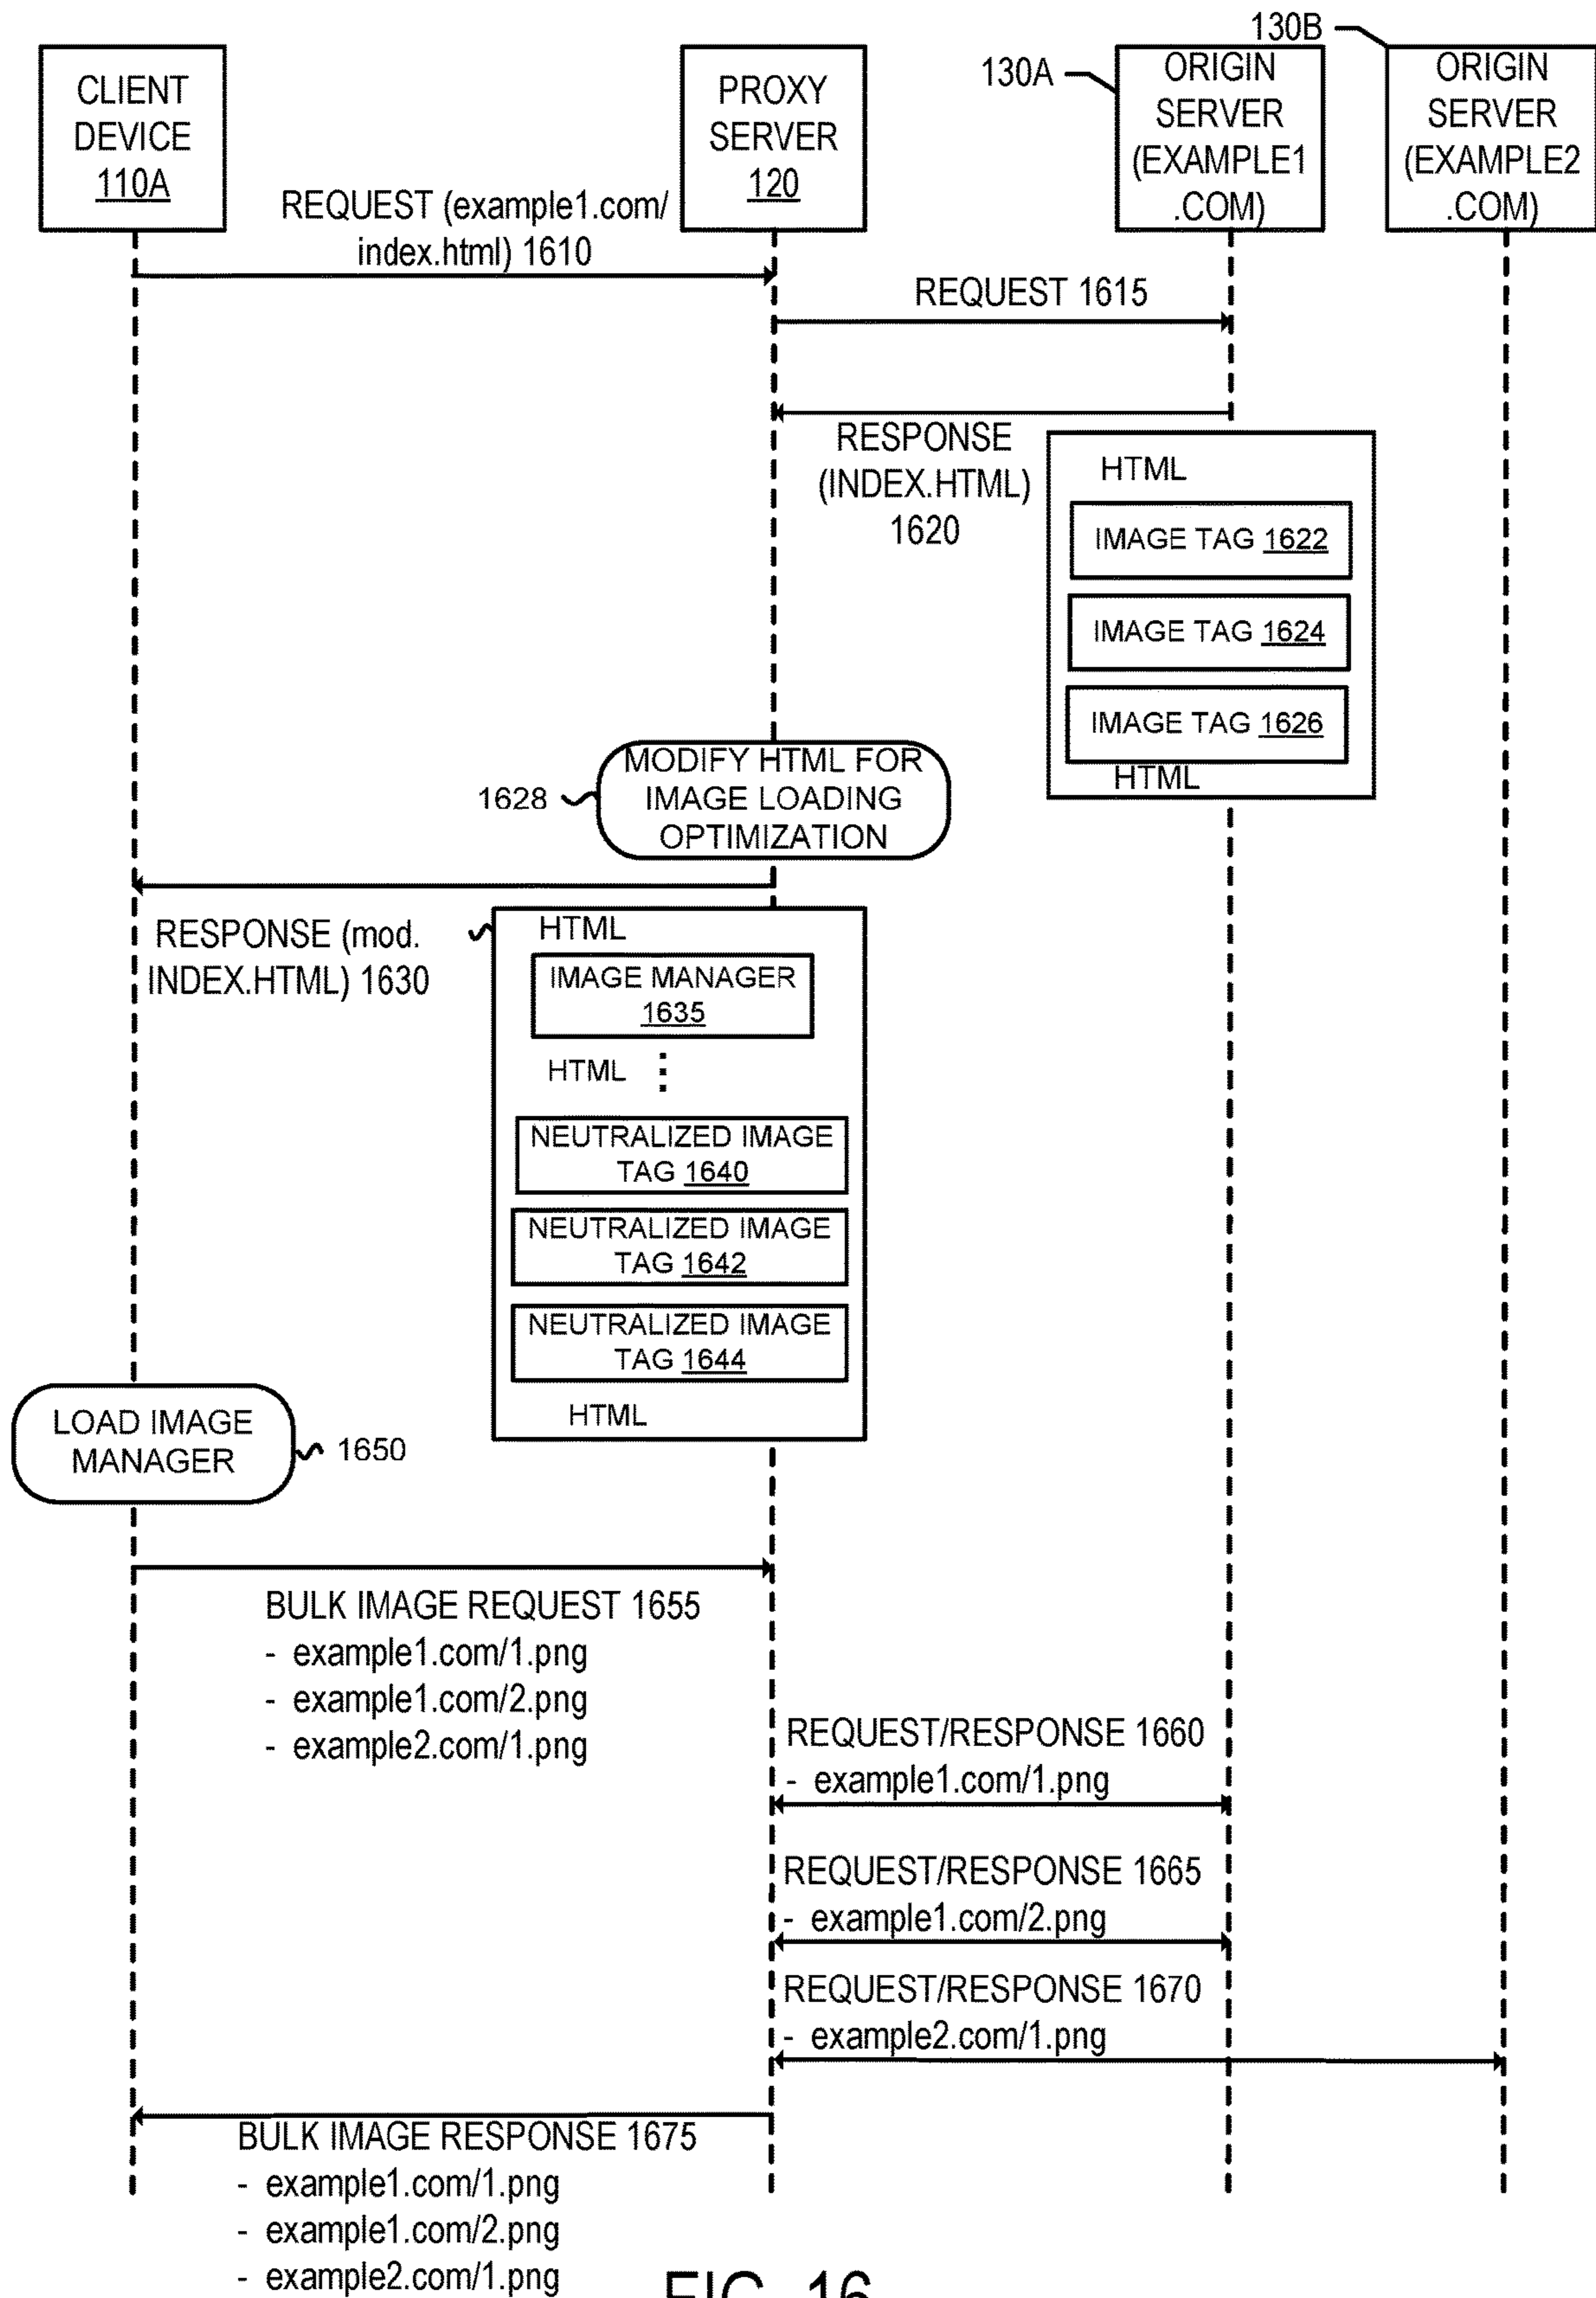 130B
130A
CLIENT
DEVICE
110A
PROXY
SERVER
120
ORIGIN
SERVER
(EXAMPLE1
.COM)
ORIGIN
SERVER
(EXAMPLE2
.COM)
REQUEST (example1.com/
index.html) 1610
REQUEST 1615
RESPONSE
(INDEX.HTML)
1620
HTML
IMAGE TAG 1622
IMAGE TAG 1624
IMAGE TAG 1626
HTML
1628
MODIFY HTML FOR
IMAGE LOADING
OPTIMIZATION
RESPONSE (mod.
INDEX.HTML) 1630
HTML
IMAGE MANAGER
1635
HTML
NEUTRALIZED IMAGE
TAG 1640
NEUTRALIZED IMAGE
TAG 1642
NEUTRALIZED IMAGE
TAG 1644
HTML
LOAD IMAGE
MANAGER
1650
BULK IMAGE REQUEST 1655
- example1.com/1.png
- example1.com/2.png
- example2.com/1.png
REQUEST/RESPONSE 1660
- example1.com/1.png
REQUEST/RESPONSE 1665
- example1.com/2.png
REQUEST/RESPONSE 1670
- example2.com/1.png
BULK IMAGE RESPONSE 1675
- example1.com/1.png
- example1.com/2.png
- example2.com/1.png
FIG. 16